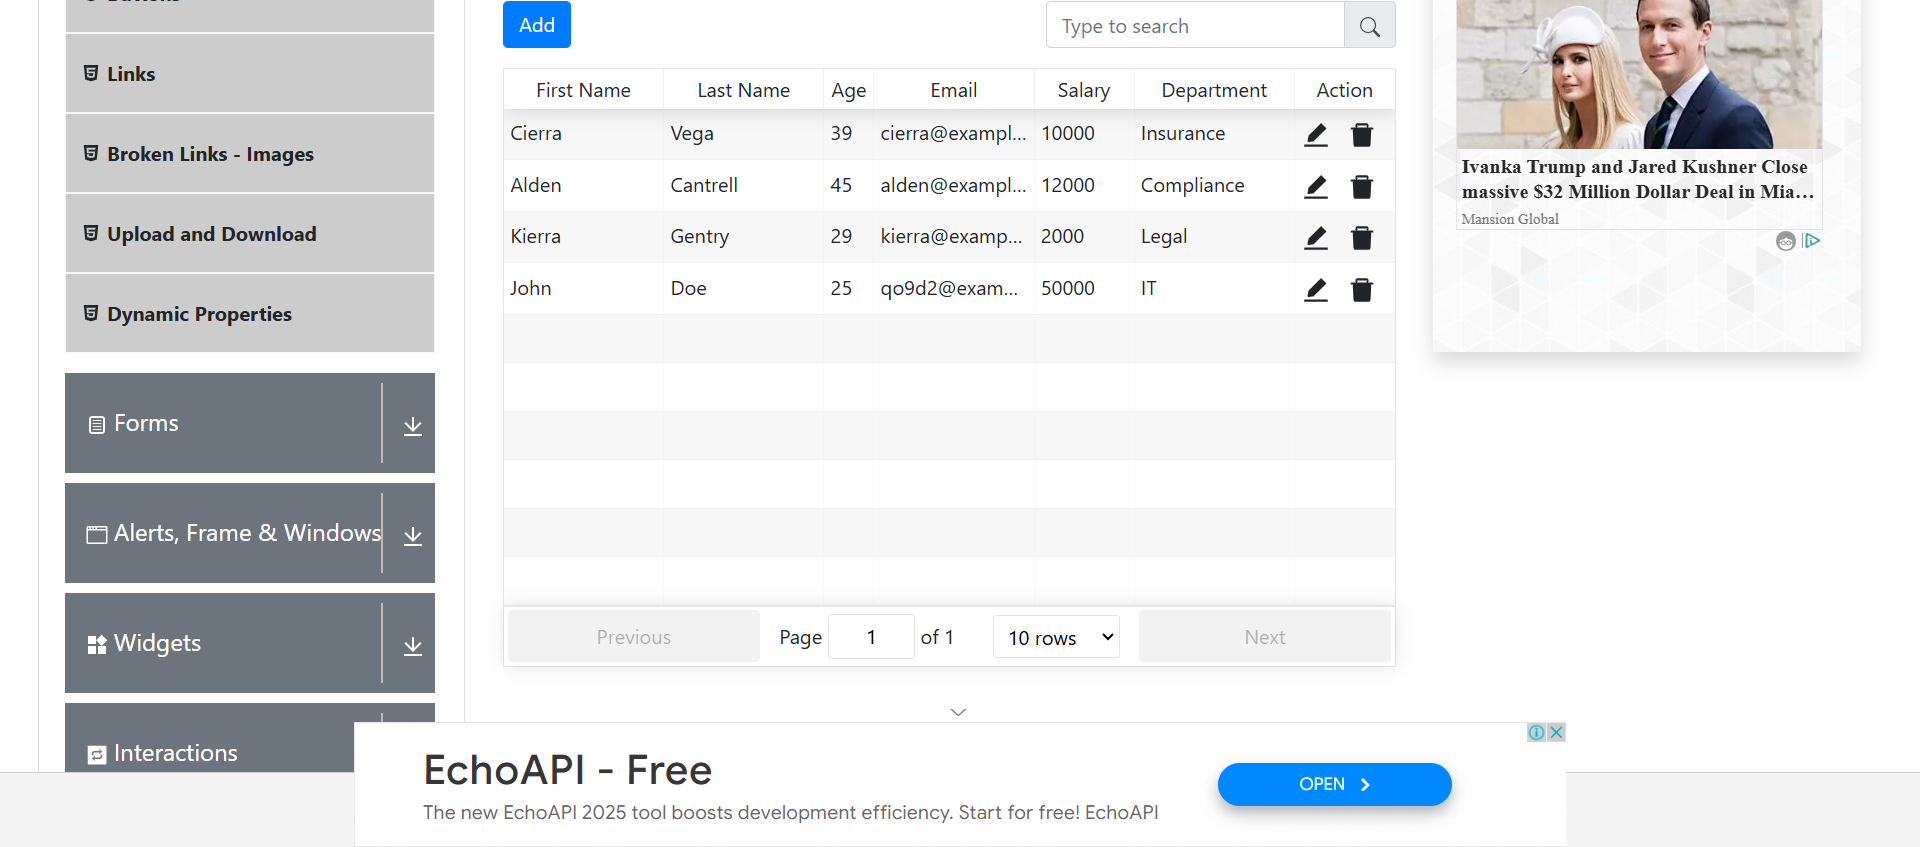 Links
Broken Links - Images
Upload and Download
Dynamic Properties
Forms
Alerts, Frame & Windows
Widgets
Interactions
Add
Type to search
First Name Last Name Age Email Salary Department Action
Cierra Vega 39 cierra@exampl... 10000 Insurance
Alden Cantrell 45 alden@exampl... 12000 Compliance
Kierra Gentry 29 kierra@examp... 2000 Legal
John Doe 25 qo9d2@exam... 50000 IT
Previous Page 1 of 1 10 rows Next
Ivanka Trump and Jared Kushner Close
massive $32 Million Dollar Deal in Mia...
Mansion Global
EchoAPI - Free
The new EchoAPI 2025 tool boosts development efficiency. Start for free! EchoAPI
OPEN